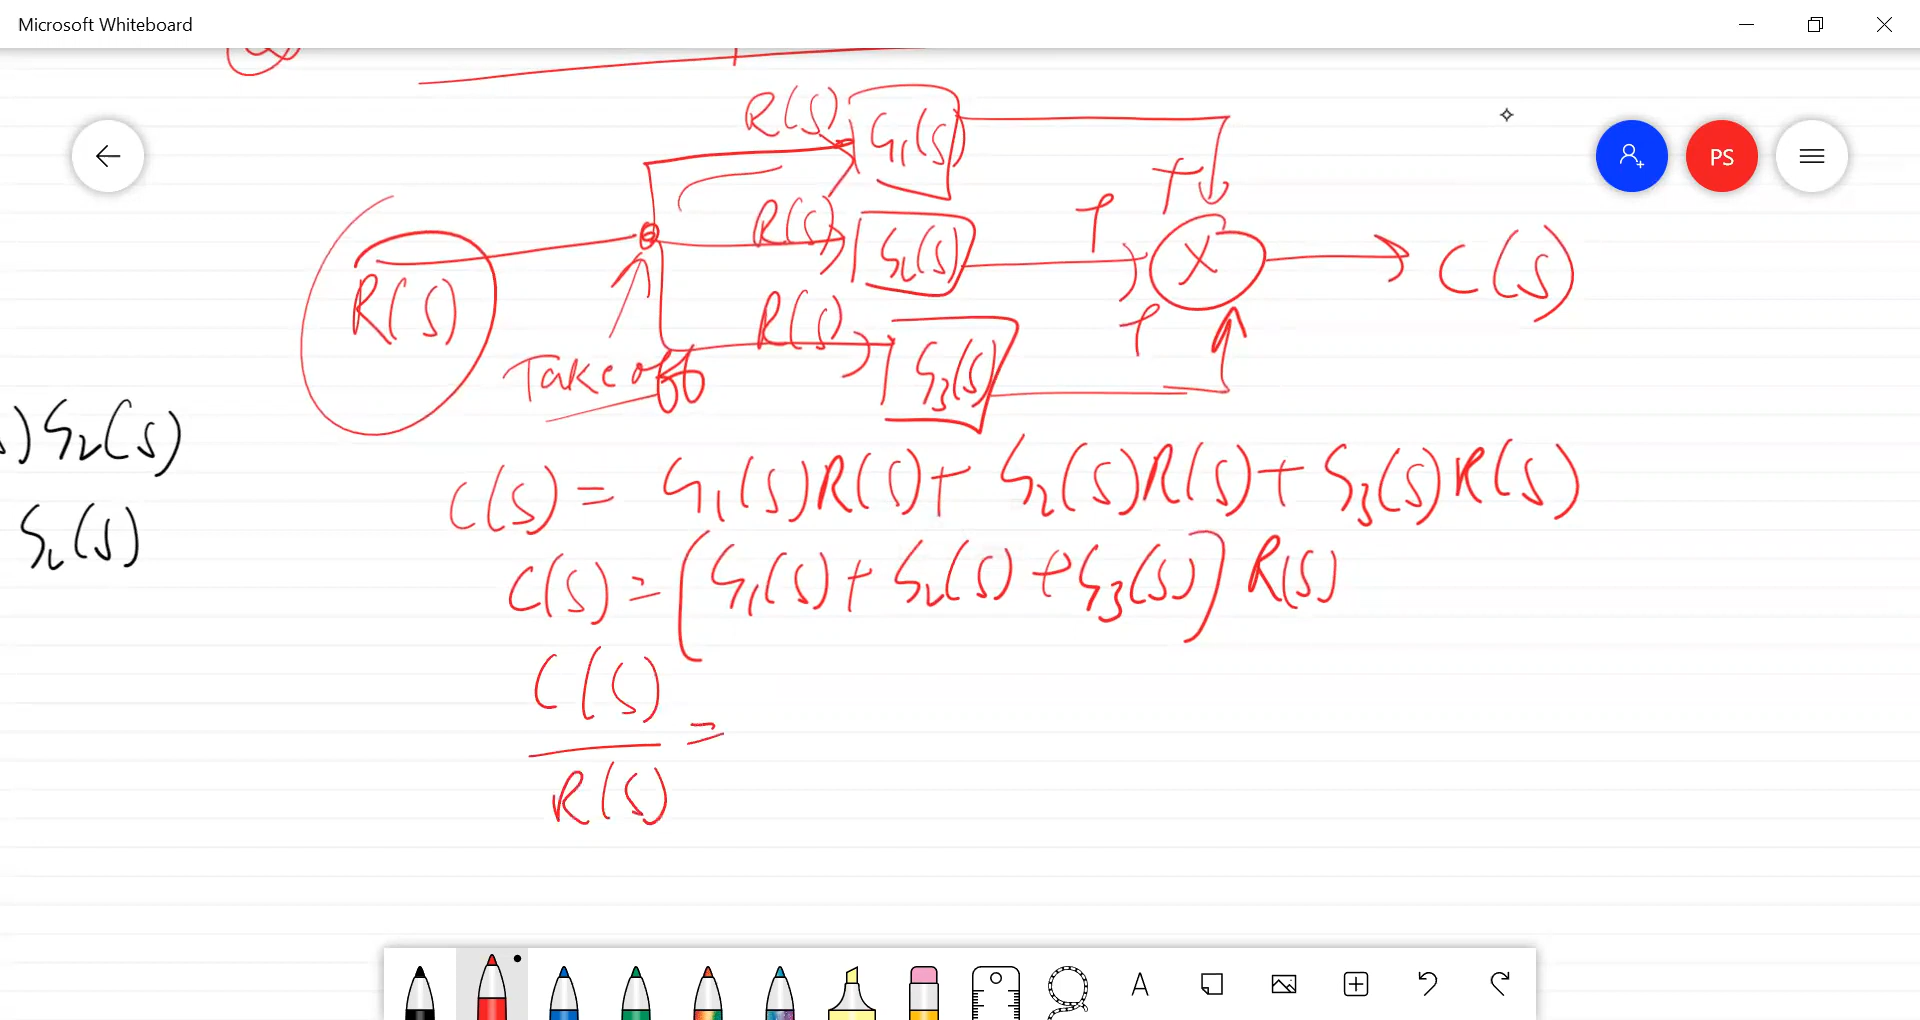 Microsoft Whiteboard
R(S) G1(S)
R(S) G2(S) + + X C(S)
R(S)
R(S) G3(S) +
Take off
PS
)G2(S)
G2(S)
C(S) = G1(S)R(S) + G2(S)R(S) + G3(S)R(S)
C(S) = [G1(S) + G2(S) + G3(S)] R(S)
C(S)
=
R(S)